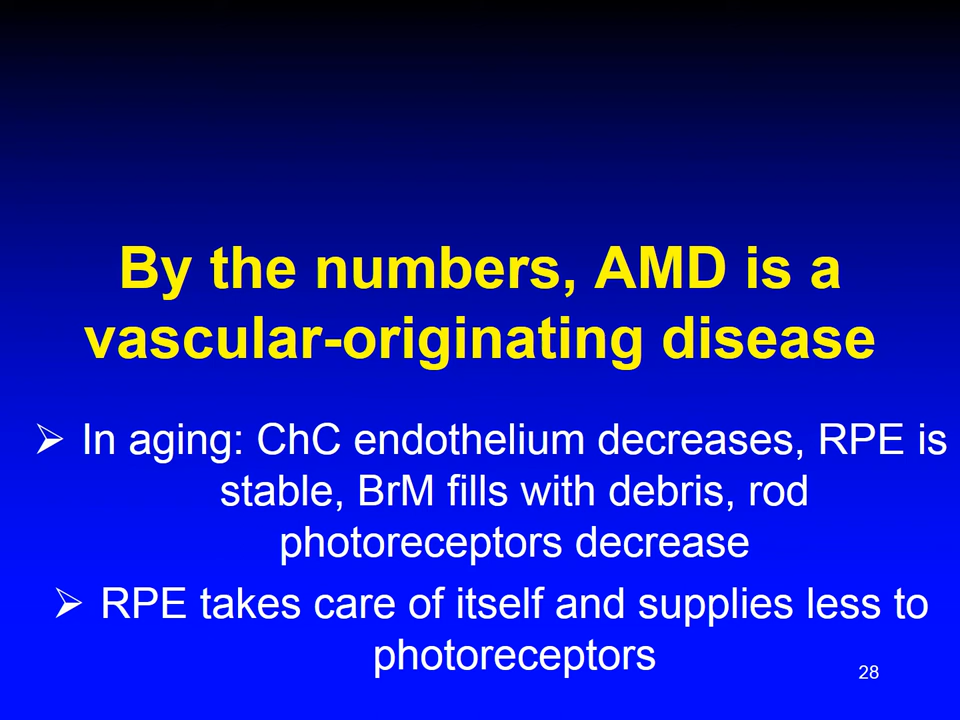 By the numbers, AMD is a
vascular-originating disease
➢ In aging: ChC endothelium decreases, RPE is
stable, BrM fills with debris, rod
photoreceptors decrease
➢ RPE takes care of itself and supplies less to
photoreceptors
28